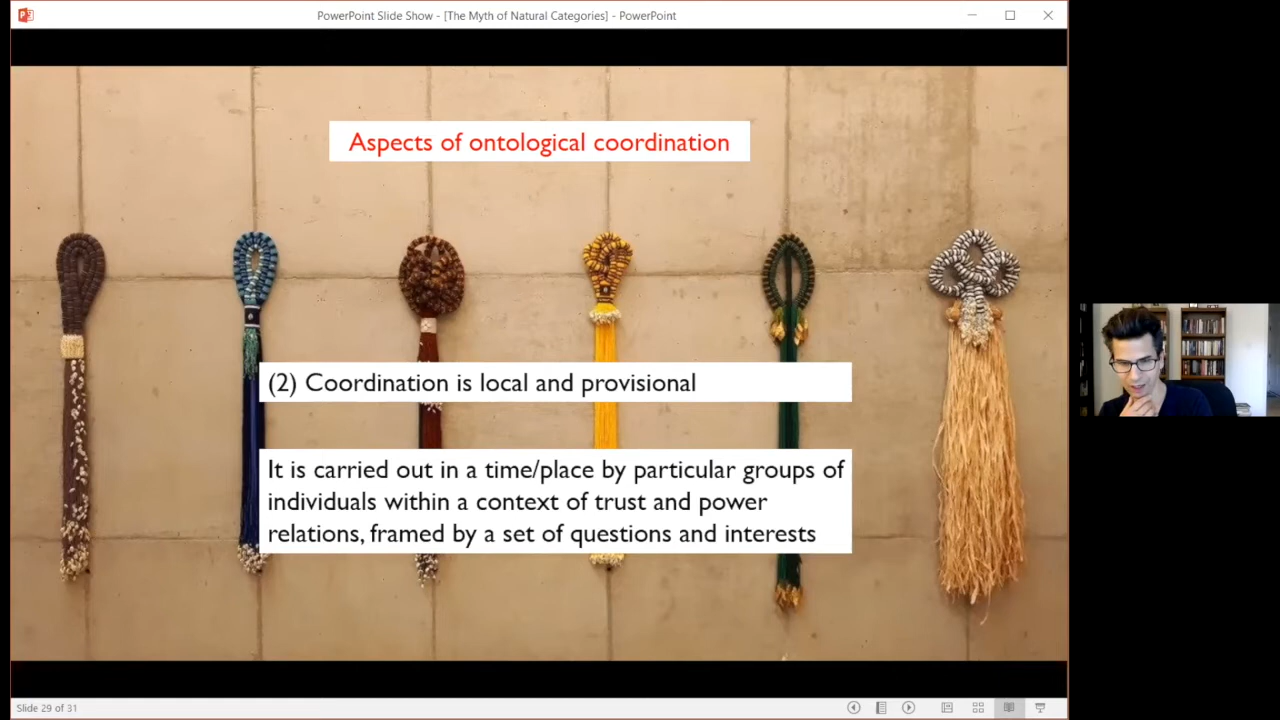 PowerPoint Slide Show - [The Myth of Natural Categories] - PowerPoint
Aspects of ontological coordination
(2) Coordination is local and provisional
It is carried out in a time/place by particular groups of
individuals within a context of trust and power
relations, framed by a set of questions and interests
Slide 29 of 31